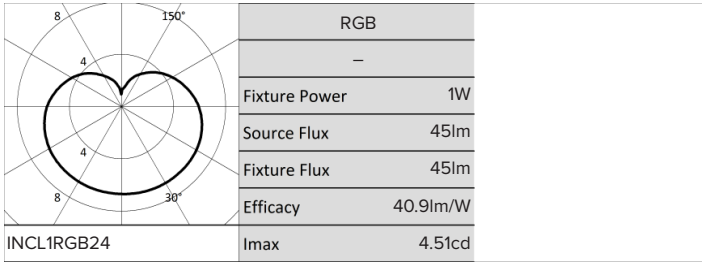 8
150°
4
4
8
30°
INCL1RGB24
RGB
–
Fixture Power 1W
Source Flux 45lm
Fixture Flux 45lm
Efficacy 40.9lm/W
Imax 4.51cd